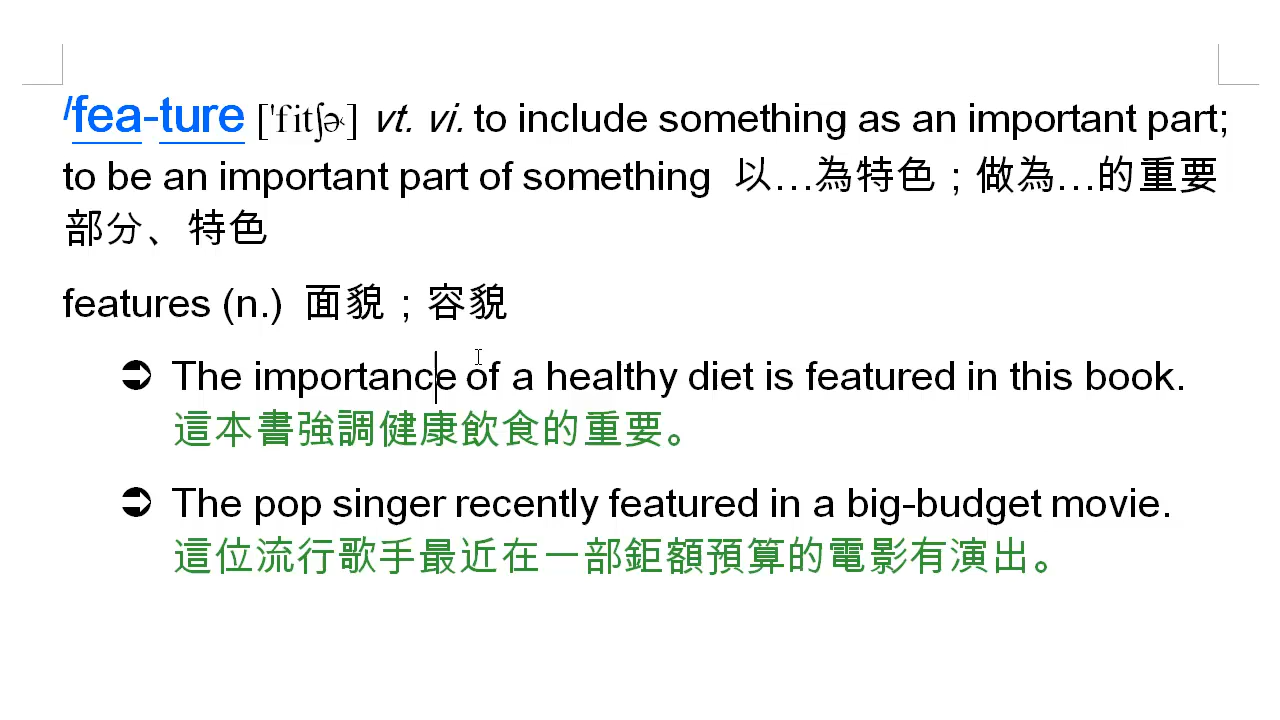 /fea-ture [ˈfitʃɚ] vt. vi. to include something as an important part;
to be an important part of something 以…為特色；做為…的重要
部分、特色
features (n.) 面貌；容貌
➲ The importance of a healthy diet is featured in this book.
這本書強調健康飲食的重要。
➲ The pop singer recently featured in a big-budget movie.
這位流行歌手最近在一部鉅額預算的電影有演出。